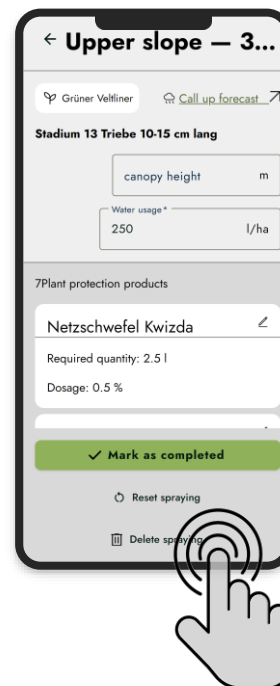 Upper slope — 3...
Grüner Veltliner
Call up forecast
Stadium 13 Triebe 10-15 cm lang
canopy height m
Water usage*
250 l/ha
7Plant protection products
Netzschwefel Kwizda
Required quantity: 2.5 l
Dosage: 0.5 %
Mark as completed
Reset spraying
Delete spraying